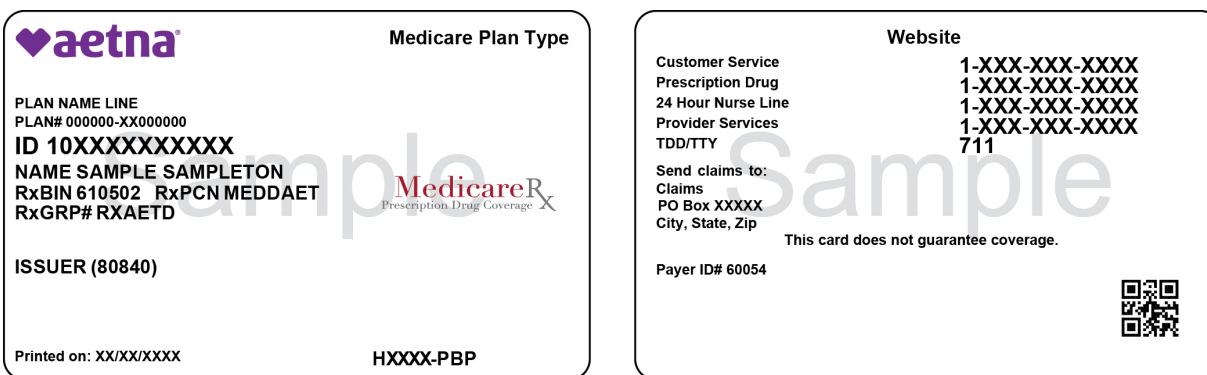 aetna
Medicare Plan Type
PLAN NAME LINE
PLAN# 000000-XX000000
ID 10XXXXXXXXXX
NAME SAMPLE SAMPLETON
RxBIN 610502 RxPCN MEDDAET
RxGRP# RXAETD
MedicareRx
Prescription Drug Coverage
Sample
ISSUER (80840)
Printed on: XX/XX/XXXX
HXXXX-PBP
Website
Customer Service 1-XXX-XXX-XXXX
Prescription Drug 1-XXX-XXX-XXXX
24 Hour Nurse Line 1-XXX-XXX-XXXX
Provider Services 1-XXX-XXX-XXXX
TDD/TTY 711
Send claims to:
Claims
PO Box XXXXX
City, State, Zip
Sample
This card does not guarantee coverage.
Payer ID# 60054